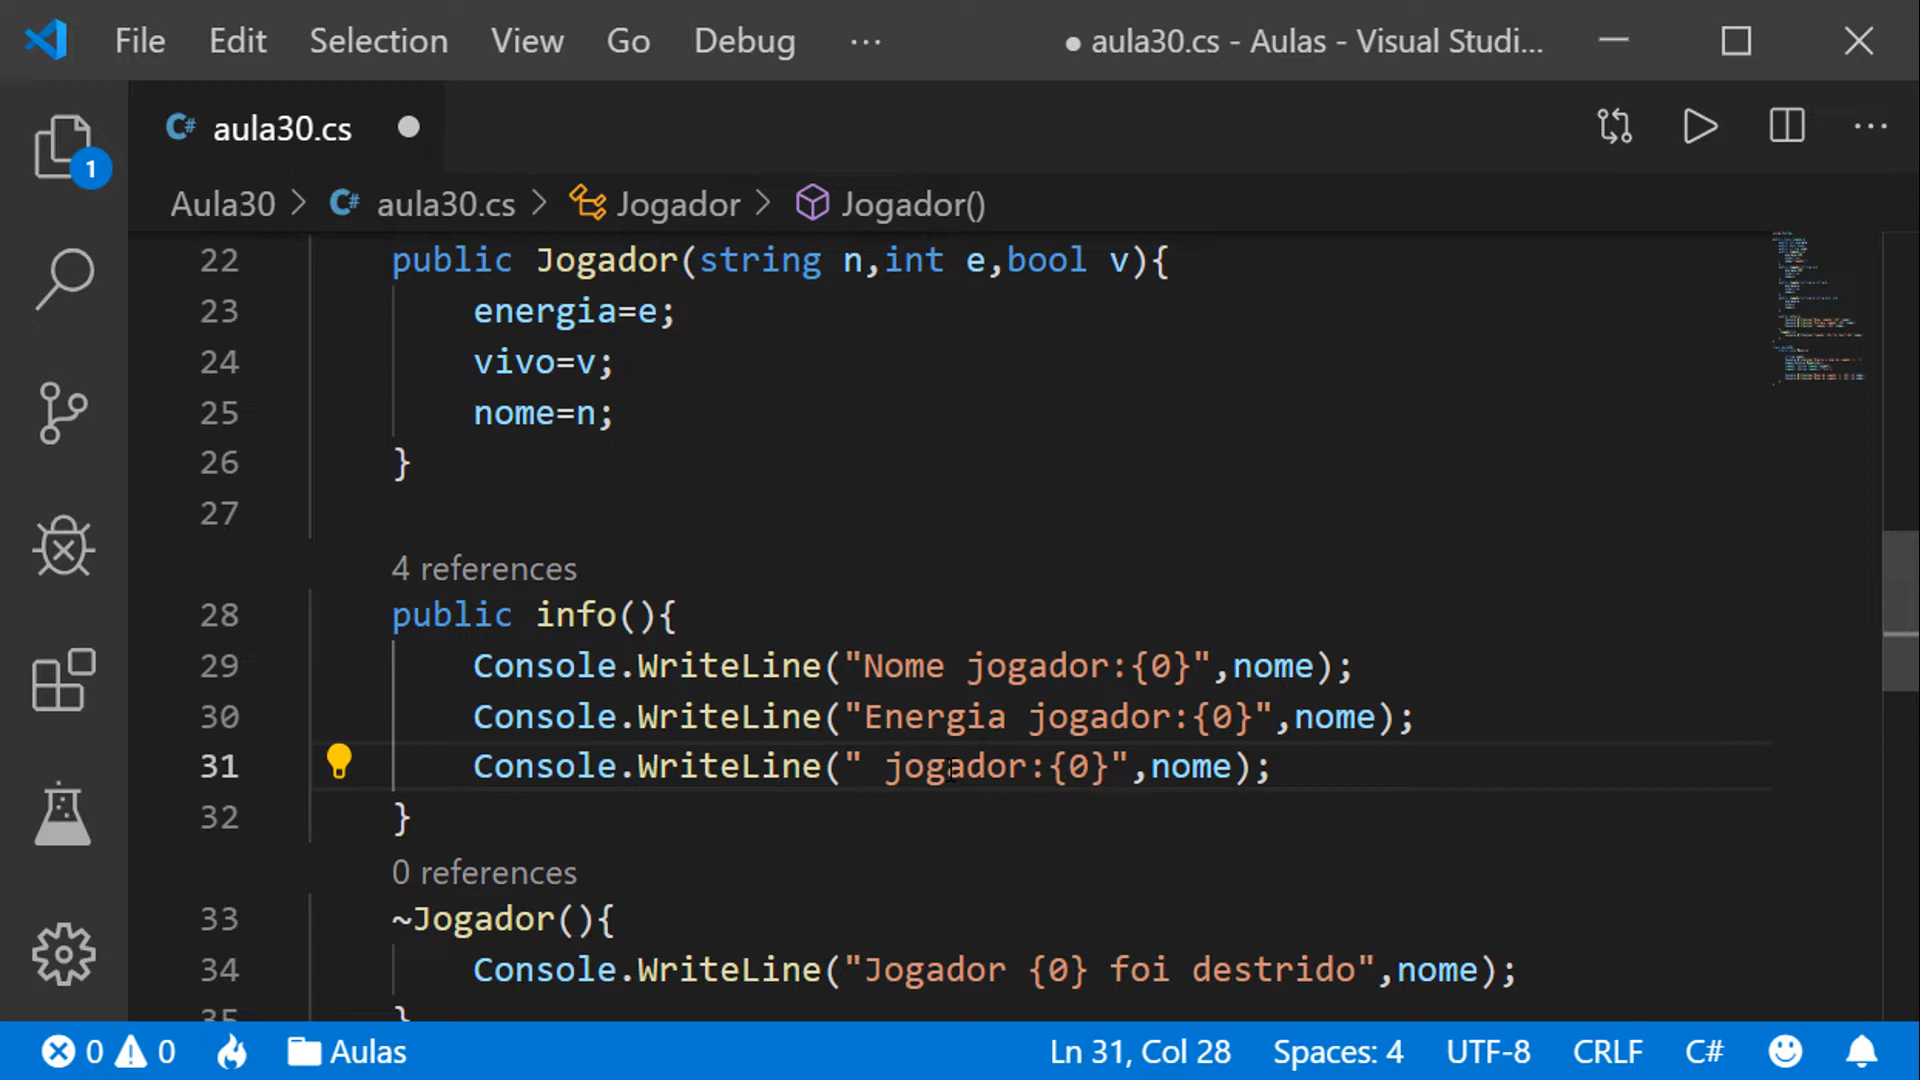 File Edit Selection View Go Debug ··· ● aula30.cs - Aulas - Visual Studi...
C# aula30.cs ●
1
Aula30 > C# aula30.cs > Jogador > Jogador()
22 public Jogador(string n,int e,bool v){
23 energia=e;
24 vivo=v;
25 nome=n;
26 }
27
4 references
28 public info(){
29 Console.WriteLine("Nome jogador:{0}",nome);
30 Console.WriteLine("Energia jogador:{0}",nome);
31 Console.WriteLine(" jogador:{0}",nome);
32 }
0 references
33 ~Jogador(){
34 Console.WriteLine("Jogador {0} foi destrido",nome);
35 }
0 0 Aulas Ln 31, Col 28 Spaces: 4 UTF-8 CRLF C#